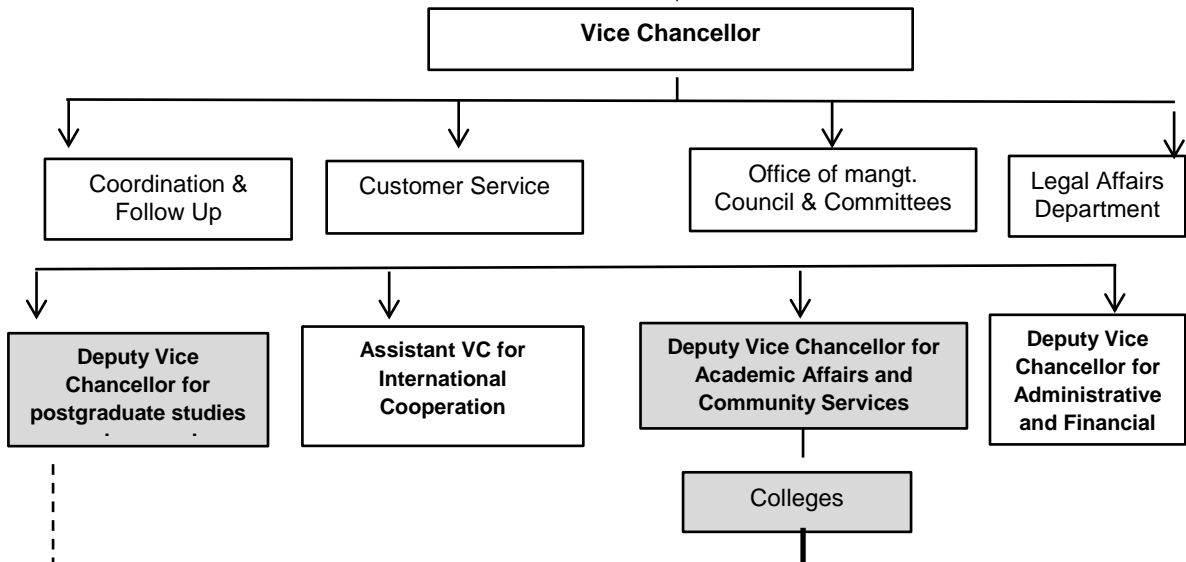 Vice Chancellor
Coordination &
Follow Up
Customer Service
Office of mangt.
Council & Committees
Legal Affairs
Department
Deputy Vice
Chancellor for
postgraduate studies
Assistant VC for
International
Cooperation
Deputy Vice Chancellor for
Academic Affairs and
Community Services
Deputy Vice
Chancellor for
Administrative
and Financial
Colleges